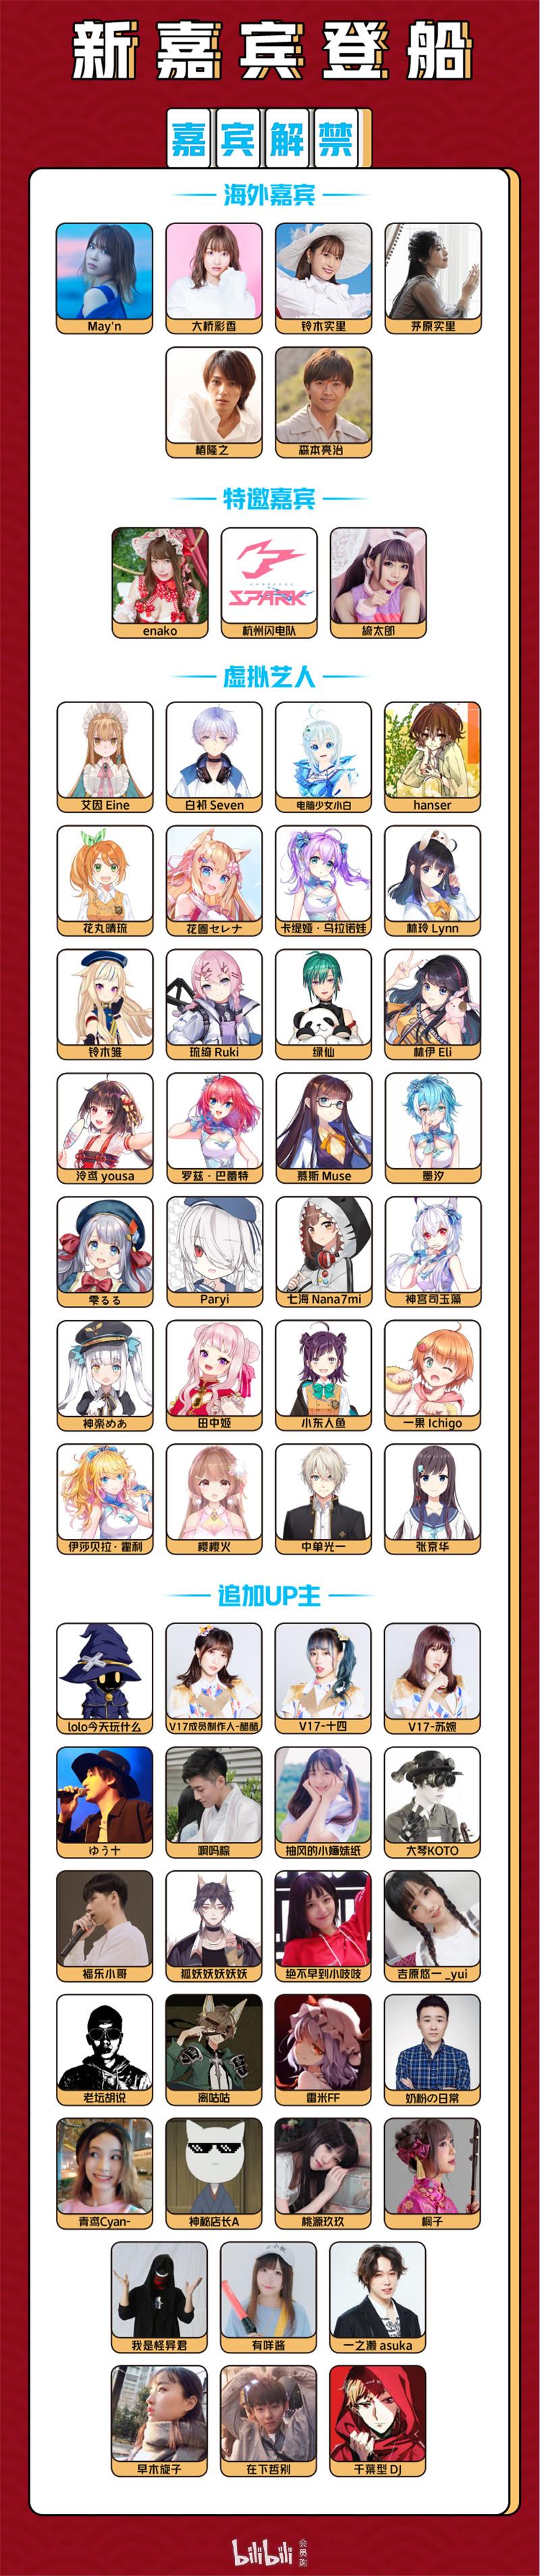 新嘉宾登船
嘉宾解禁
海外嘉宾
May'n 大桥彩香 铃木实里 茅原实里
椿隆之 森本亮治
特邀嘉宾
SPARK
enako 杭州闪电队 綺太郎
虚拟艺人
艾因 Eine 白祁 Seven 电脑少女小白 hanser
花丸晴琉 花園セレナ 卡缇娅·乌拉诺娃 林玲 Lynn
铃木雏 琉绮 Ruki 绿仙 林伊 Eli
泠鸢 yousa 罗兹·巴蕾特 慕斯 Muse 墨汐
雫るる Paryi 七海 Nana7mi 神宫司玉藻
神楽めあ 田中姬 小东人鱼 一果 Ichigo
伊莎贝拉·霍利 樱樱火 中单光一 张京华
追加UP主
lolo今天玩什么 V17成员制作人-醋醋 V17-十四 V17-苏婉
ゆう十 啊吗粽 抽风的小嫿妹纸 大琴KOTO
福乐小哥 狐妖妖妖妖妖 绝不早到小吱吱 吉原悠一 _yui
老坛胡说 离咕咕 雷米FF 奶粉の日常
青鸢Cyan- 神秘店长A 桃源玖玖 桐子
我是怪异君 有咩酱 一之濑 asuka
早木旋子 在下哲别 千葉型 DJ
bilibili 会员购